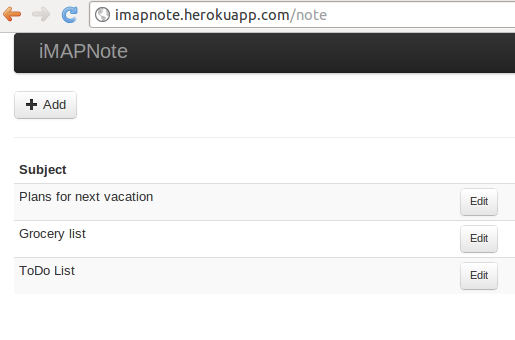 imapnote.herokuapp.com/note
iMAPNote
Add
Subject
Plans for next vacation Edit
Grocery list Edit
ToDo List Edit